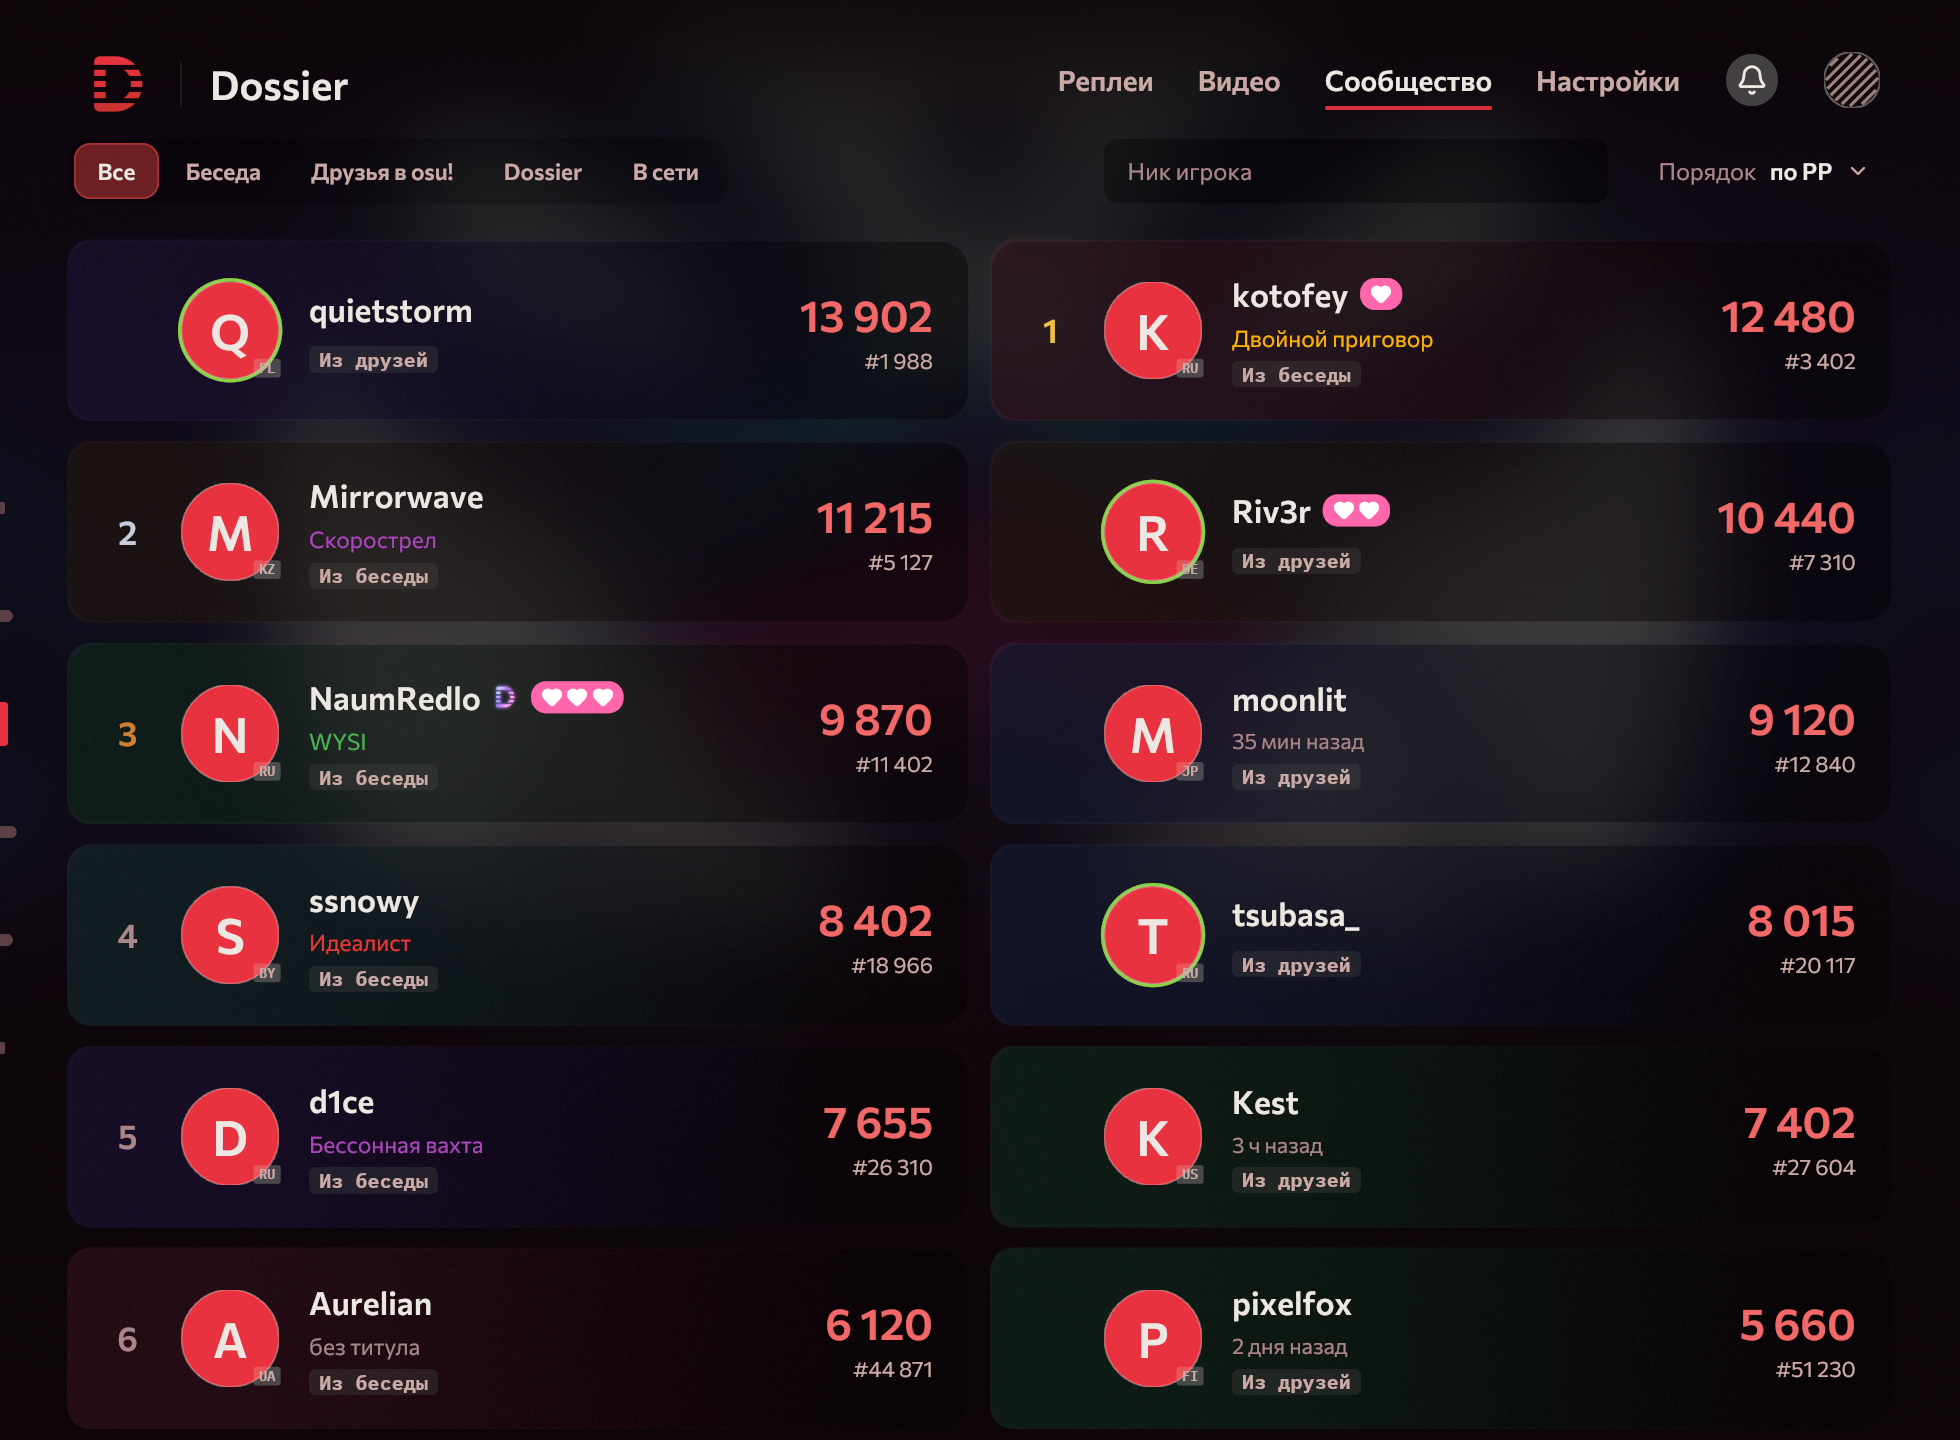 Dossier
Реплеи Видео Сообщество Настройки
Все Беседа Друзья в osu! Dossier В сети
Ник игрока
Порядок по PP
Q
PL
quietstorm
Из друзей
13 902
#1 988
1
K
RU
kotofey
Двойной приговор
Из беседы
12 480
#3 402
2
M
KZ
Mirrorwave
Скорострел
Из беседы
11 215
#5 127
R
DE
Riv3r
Из друзей
10 440
#7 310
3
N
RU
NaumRedlo
WYSI
Из беседы
9 870
#11 402
M
JP
moonlit
35 мин назад
Из друзей
9 120
#12 840
4
S
BY
ssnowy
Идеалист
Из беседы
8 402
#18 966
T
RU
tsubasa_
Из друзей
8 015
#20 117
5
D
RU
d1ce
Бессонная вахта
Из беседы
7 655
#26 310
K
US
Kest
3 ч назад
Из друзей
7 402
#27 604
6
A
UA
Aurelian
без титула
Из беседы
6 120
#44 871
P
FI
pixelfox
2 дня назад
Из друзей
5 660
#51 230